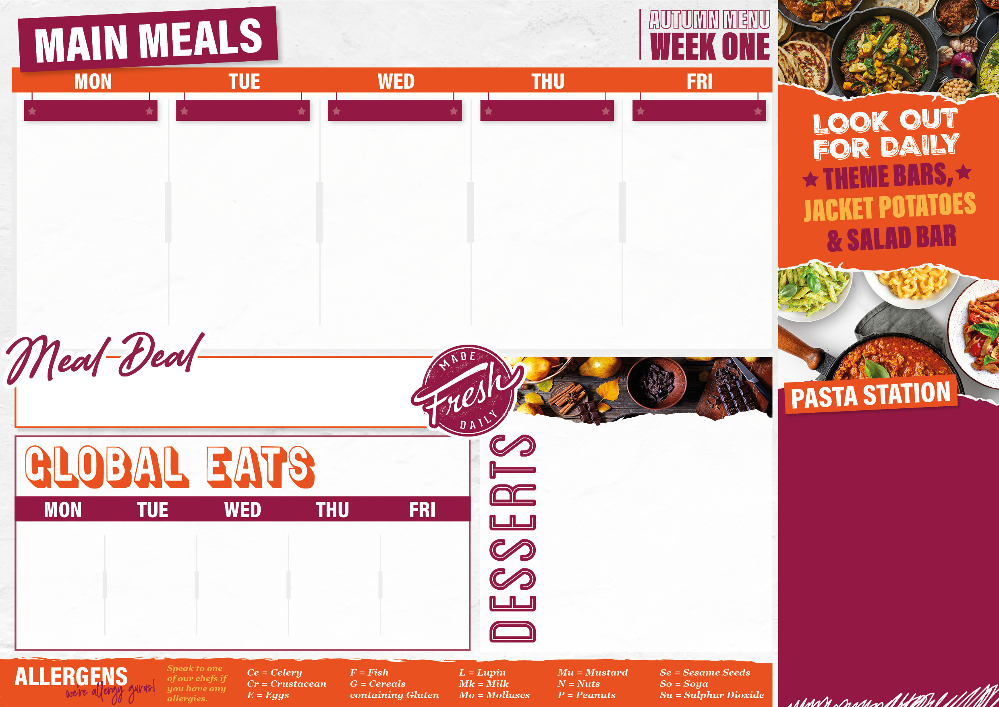 MAIN MEALS
AUTUMN MENU
WEEK ONE
MON TUE WED THU FRI
LOOK OUT
FOR DAILY
THEME BARS,
JACKET POTATOES
& SALAD BAR
Meal Deal
MADE
Fresh
DAILY
PASTA STATION
GLOBAL EATS
MON TUE WED THU FRI
DESSERTS
ALLERGENS
we're allergy gurus!
Speak to one
of our chefs if
you have any
allergies.
Ce = Celery
Cr = Crustacean
E = Eggs
F = Fish
G = Cereals
containing Gluten
L = Lupin
Mk = Milk
Mo = Molluscs
Mu = Mustard
N = Nuts
P = Peanuts
Se = Sesame Seeds
So = Soya
Su = Sulphur Dioxide